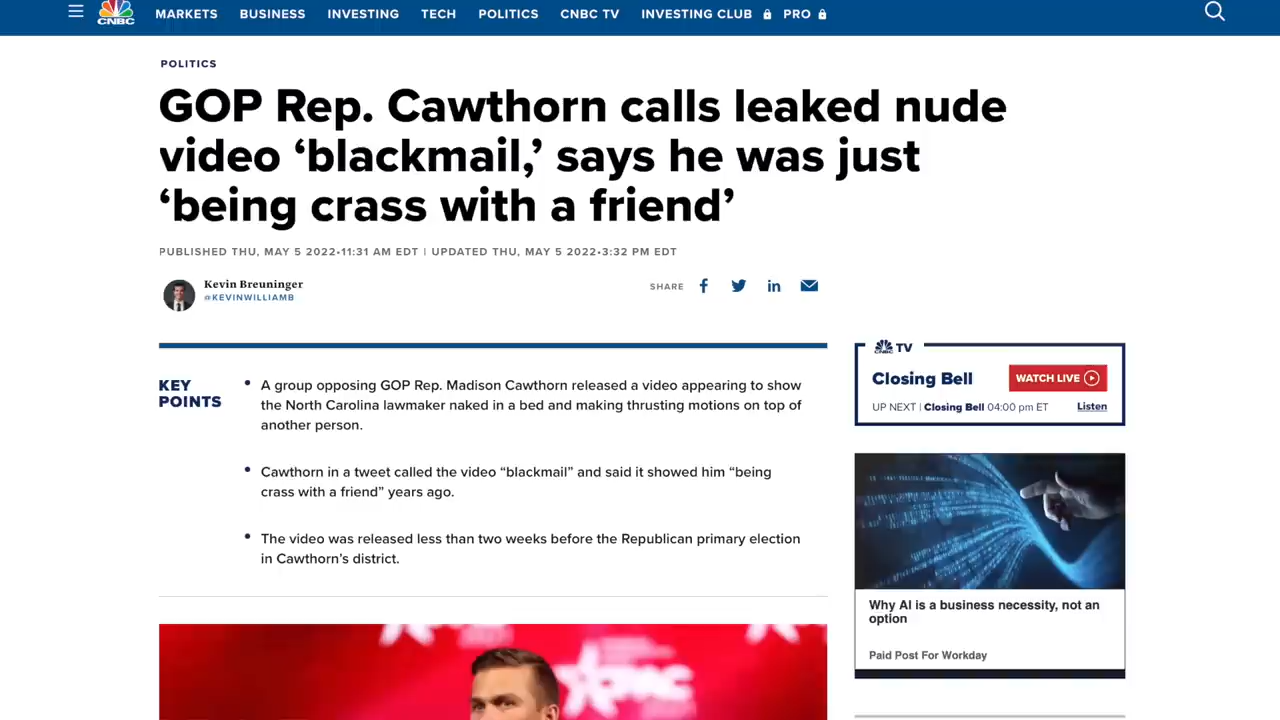 CNBC
MARKETS BUSINESS INVESTING TECH POLITICS CNBC TV INVESTING CLUB PRO
POLITICS
GOP Rep. Cawthorn calls leaked nude
video ‘blackmail,’ says he was just
‘being crass with a friend’
PUBLISHED THU, MAY 5 2022•11:31 AM EDT | UPDATED THU, MAY 5 2022•3:32 PM EDT
Kevin Breuninger
@KEVINWILLIAMB
SHARE
KEY
POINTS
• A group opposing GOP Rep. Madison Cawthorn released a video appearing to show
the North Carolina lawmaker naked in a bed and making thrusting motions on top of
another person.
• Cawthorn in a tweet called the video “blackmail” and said it showed him “being
crass with a friend” years ago.
• The video was released less than two weeks before the Republican primary election
in Cawthorn’s district.
CNBC TV
Closing Bell
WATCH LIVE
UP NEXT | Closing Bell 04:00 pm ET
Listen
Why AI is a business necessity, not an
option
Paid Post For Workday